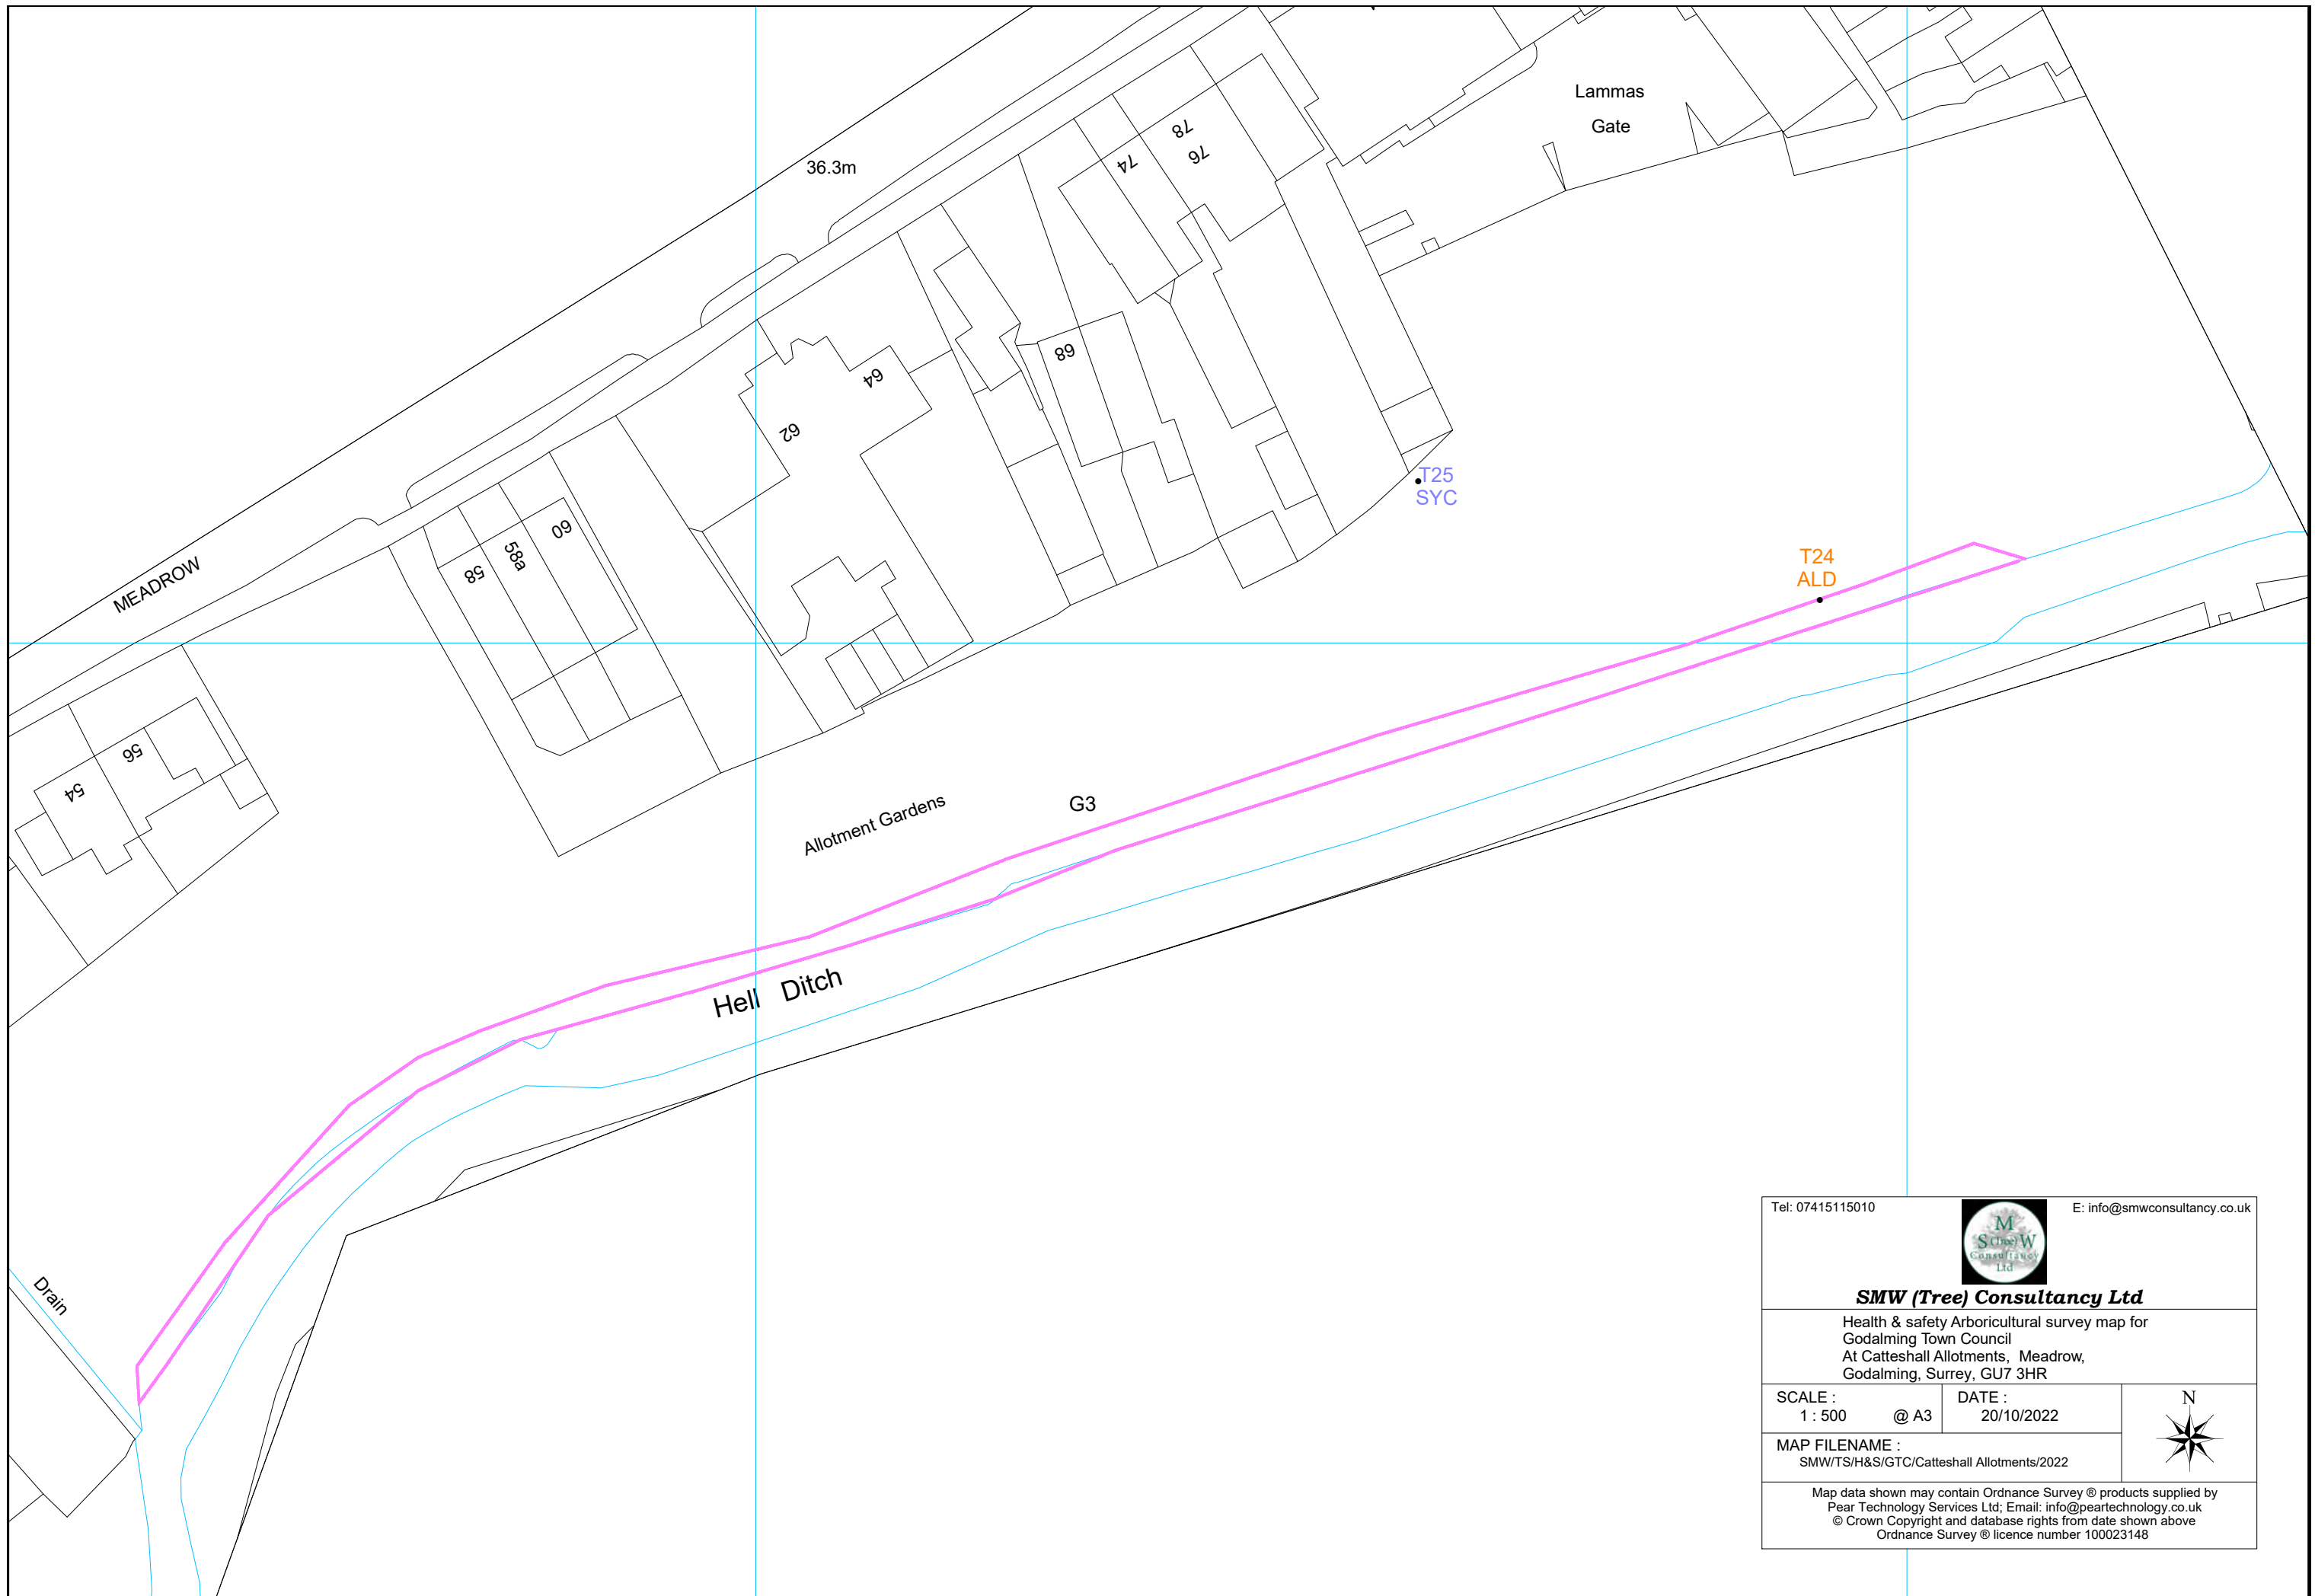 Lammas
Gate
36.3m
78
76
74
68
64
62
60
58a
58
MEADROW
56
54
T25
SYC
T24
ALD
G3
Allotment Gardens
Hell Ditch
Drain
Tel: 07415115010
E: info@smwconsultancy.co.uk
M
S (Tree) W
Consultancy
Ltd
SMW (Tree) Consultancy Ltd
Health & safety Arboricultural survey map for
Godalming Town Council
At Catteshall Allotments, Meadrow,
Godalming, Surrey, GU7 3HR
SCALE :
1 : 500 @ A3
DATE :
20/10/2022
N
MAP FILENAME :
SMW/TS/H&S/GTC/Catteshall Allotments/2022
Map data shown may contain Ordnance Survey ® products supplied by
Pear Technology Services Ltd; Email: info@peartechnology.co.uk
© Crown Copyright and database rights from date shown above
Ordnance Survey ® licence number 100023148